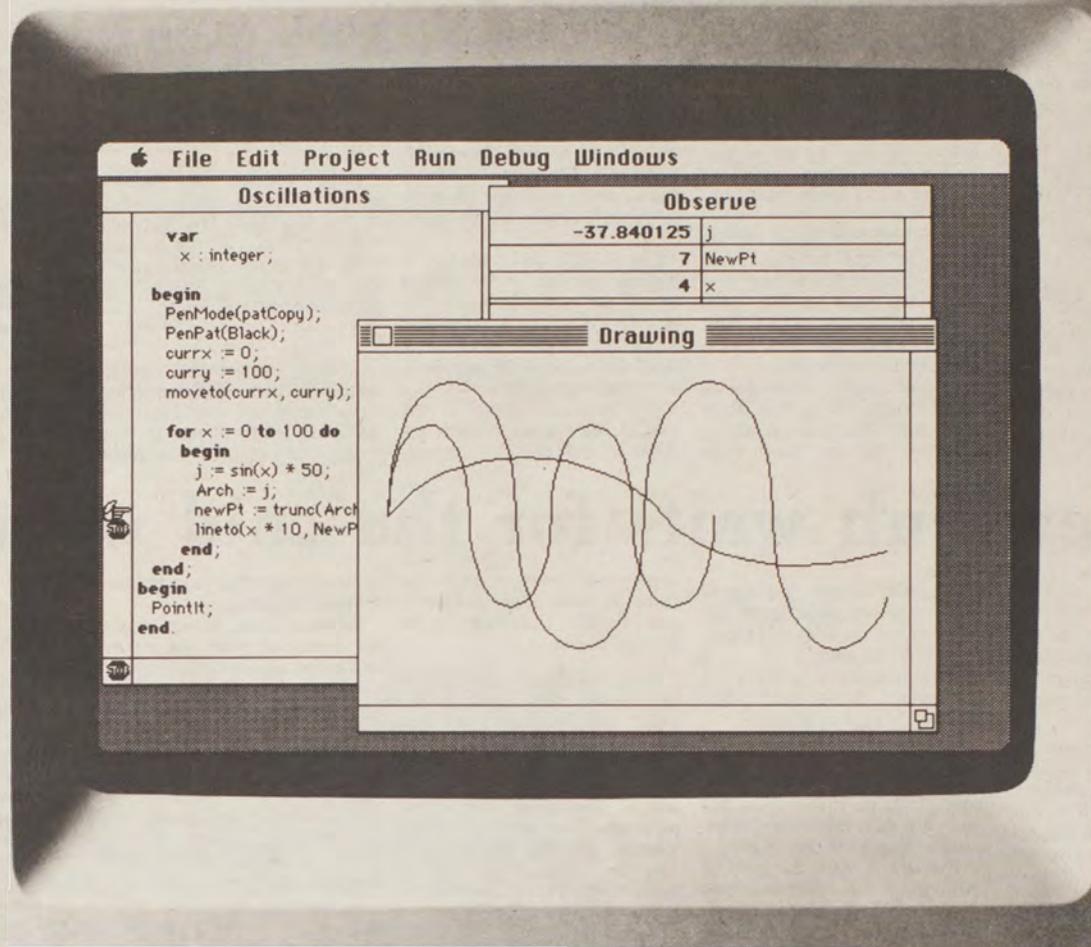 File Edit Project Run Debug Windows
Oscillations
var
x : integer;
begin
PenMode(patCopy);
PenPat(Black);
currx := 0;
curry := 100;
moveto(currx, curry);
for x := 0 to 100 do
begin
j := sin(x) * 50;
Arch := j;
newPt := trunc(Arch
lineto(x * 10, NewP
end;
end;
begin
PointIt;
end.
Observe
-37.840125 j
7 NewPt
4 x
Drawing